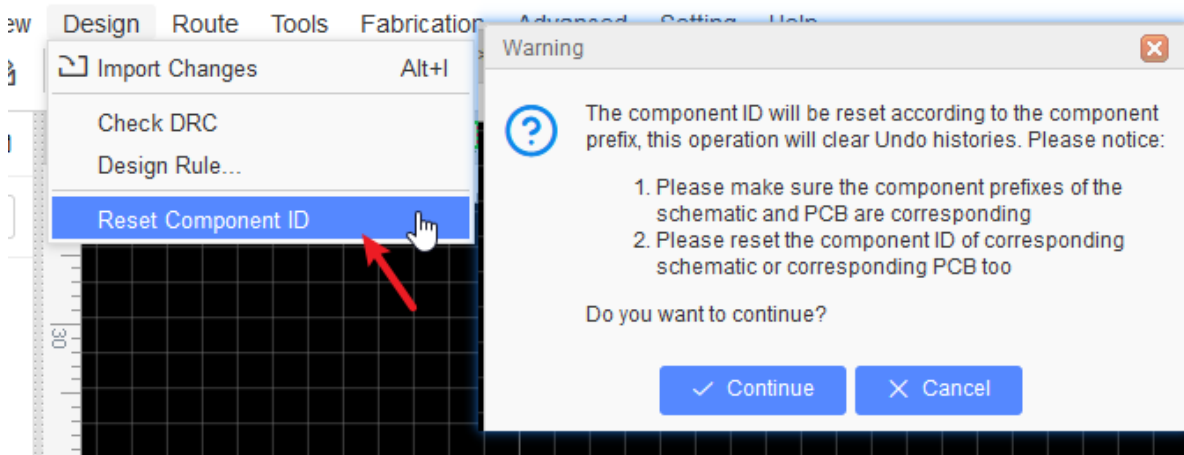 Design Route Tools Fabrication Advanced Setting Help
Import Changes Alt+I
Check DRC
Design Rule...
Reset Component ID
30
Warning
The component ID will be reset according to the component
prefix, this operation will clear Undo histories. Please notice:
1. Please make sure the component prefixes of the
schematic and PCB are corresponding
2. Please reset the component ID of corresponding
schematic or corresponding PCB too
Do you want to continue?
Continue
Cancel